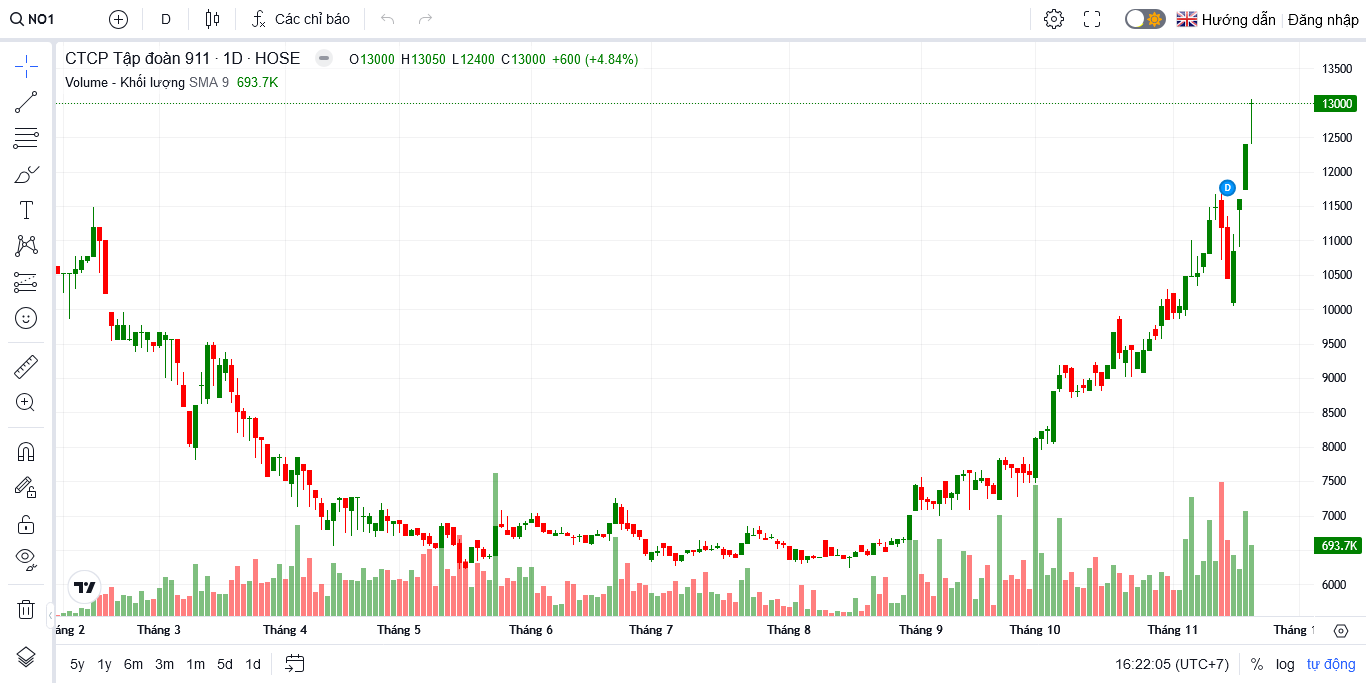 NO1 D Các chỉ báo Hướng dẫn Đăng nhập
CTCP Tập đoàn 911 · 1D · HOSE O13000 H13050 L12400 C13000 +600 (+4.84%)
Volume - Khối lượng SMA 9 693.7K
13500
13000
12500
12000
D
11500
11000
10500
10000
9500
9000
8500
8000
7500
7000
693.7K
6000
áng 2 Tháng 3 Tháng 4 Tháng 5 Tháng 6 Tháng 7 Tháng 8 Tháng 9 Tháng 10 Tháng 11 Tháng 1
5y 1y 6m 3m 1m 5d 1d 16:22:05 (UTC+7) % log tự động